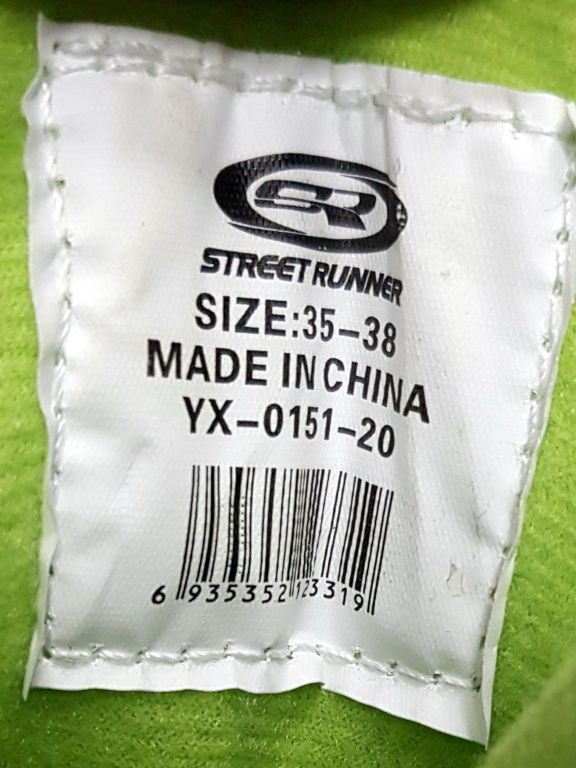 SR
STREET RUNNER
SIZE:35-38
MADE IN CHINA
YX-0151-20
6 935352 123319